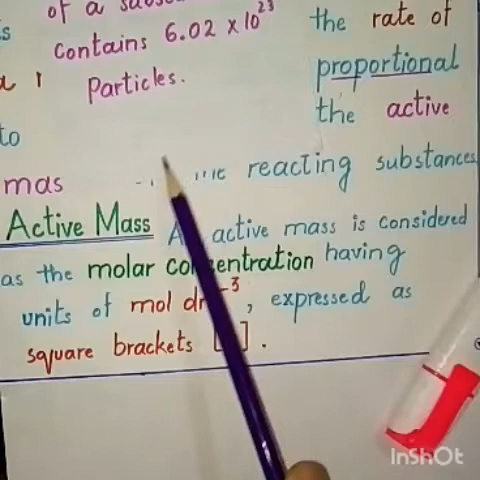 of a
contains 6.02 x 10²³
Particles.
the rate of
proportional
the active
to
mas
reacting substances
Active Mass active mass is considered
as the molar concentration having
units of mol dm⁻³, expressed as
square brackets [ ].
InShOt